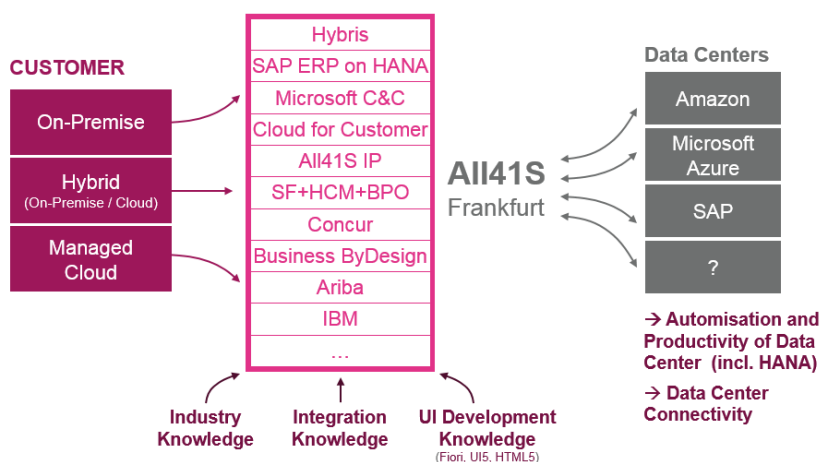 CUSTOMER
On-Premise
Hybrid
(On-Premise / Cloud)
Managed
Cloud
Hybris
SAP ERP on HANA
Microsoft C&C
Cloud for Customer
All41S IP
SF+HCM+BPO
Concur
Business ByDesign
Ariba
IBM
...
Industry
Knowledge
Integration
Knowledge
UI Development
Knowledge
(Fiori, UI5, HTML5)
All41S
Frankfurt
Data Centers
Amazon
Microsoft
Azure
SAP
?
→ Automisation and
Productivity of Data
Center (incl. HANA)
→ Data Center
Connectivity